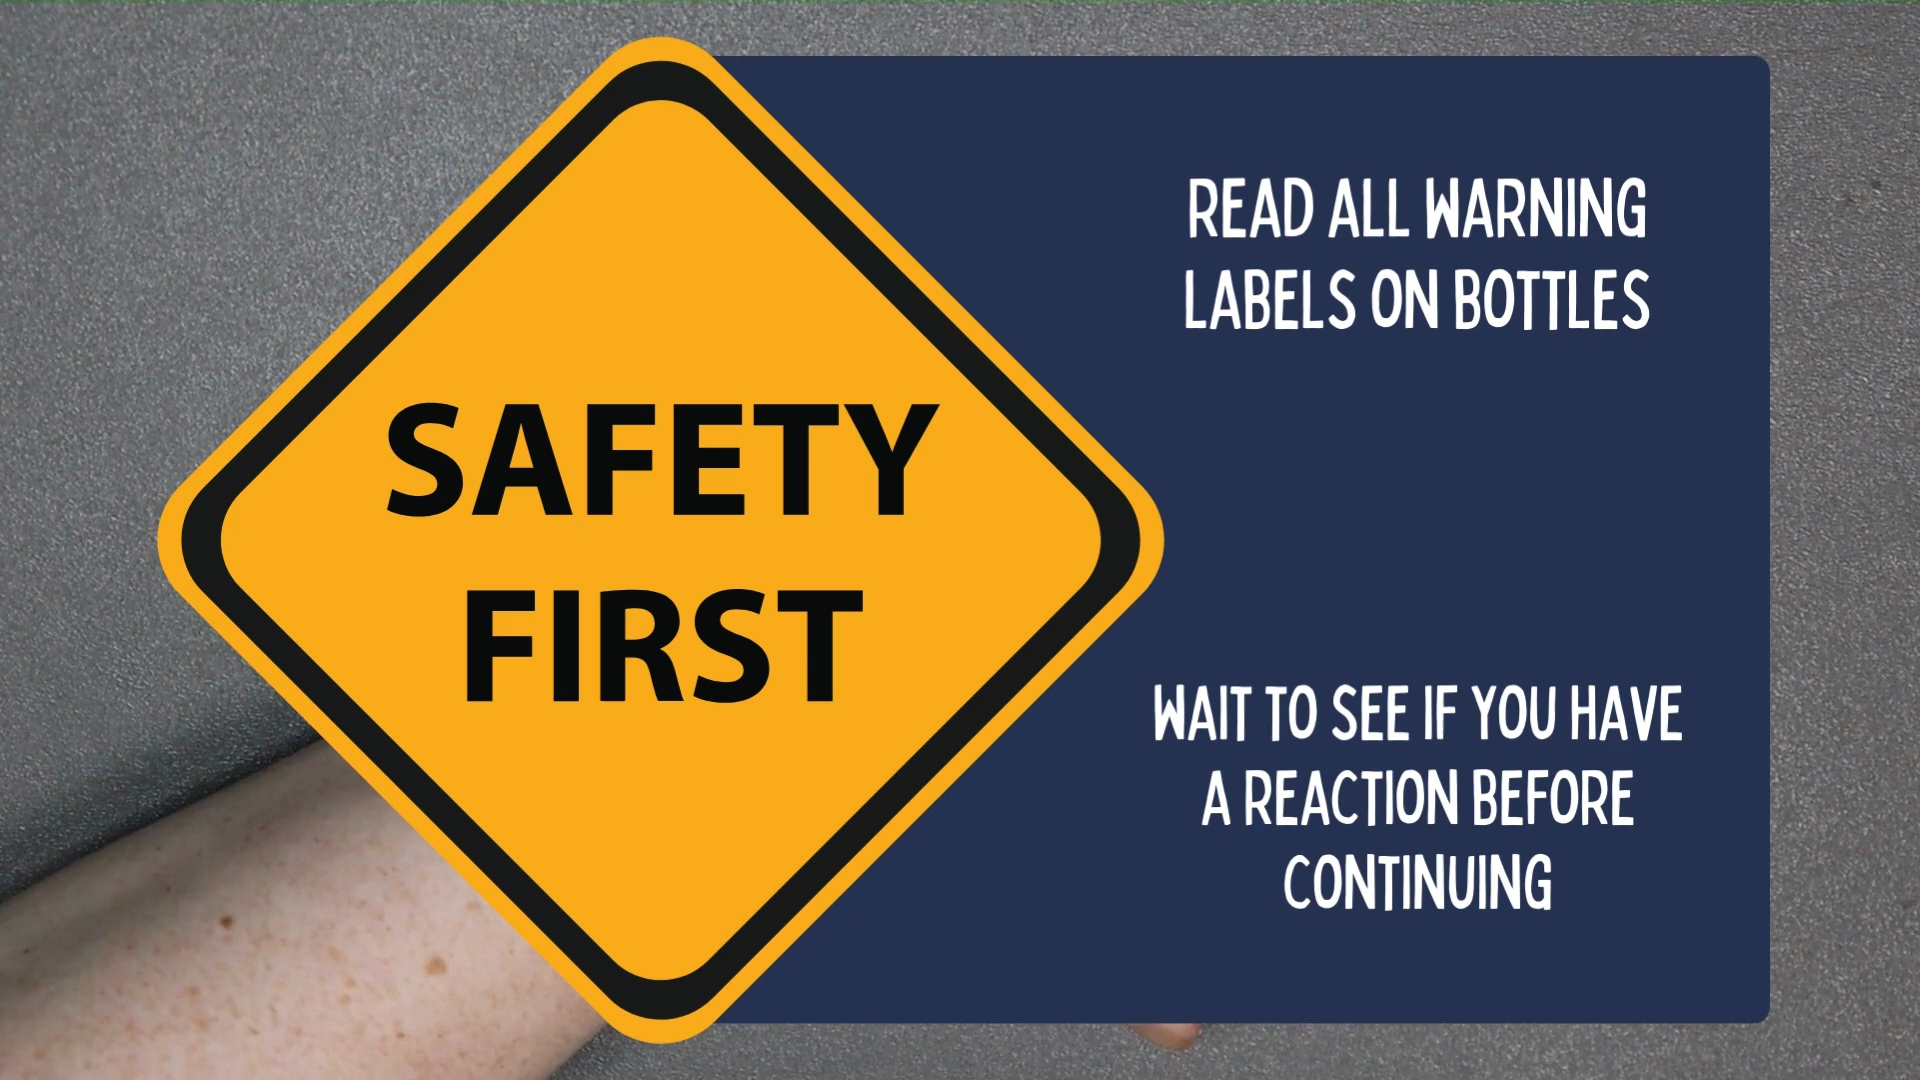 SAFETY
FIRST
READ ALL WARNING
LABELS ON BOTTLES
WAIT TO SEE IF YOU HAVE
A REACTION BEFORE
CONTINUING